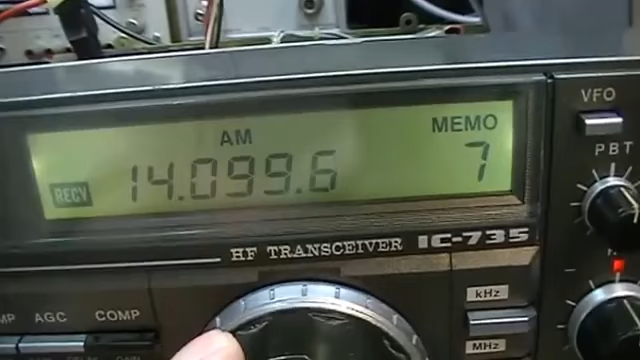 VFO
AM
MEMO
RECV
14.099.6
7
PBT
HF TRANSCEIVER IC-735
kHz
AGC
COMP
MHz